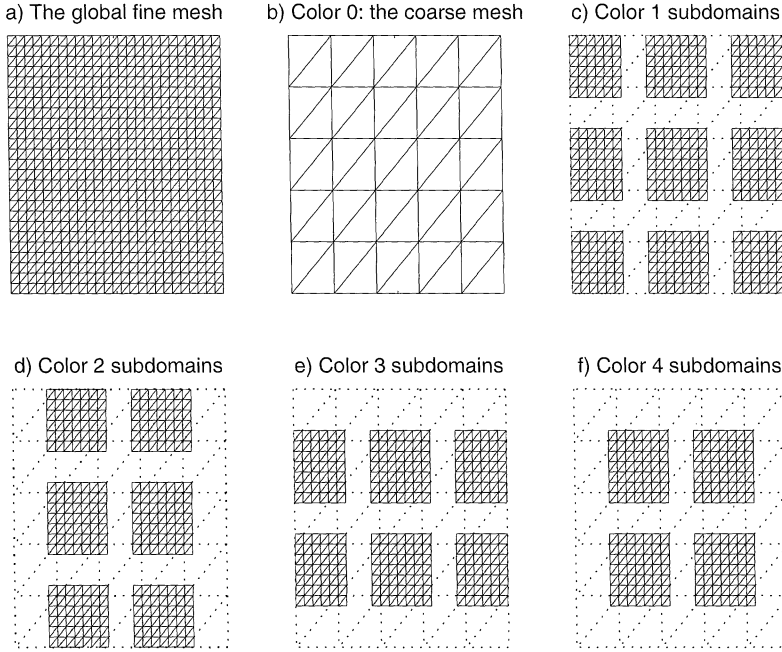 a) The global fine mesh
b) Color 0: the coarse mesh
c) Color 1 subdomains
d) Color 2 subdomains
e) Color 3 subdomains
f) Color 4 subdomains